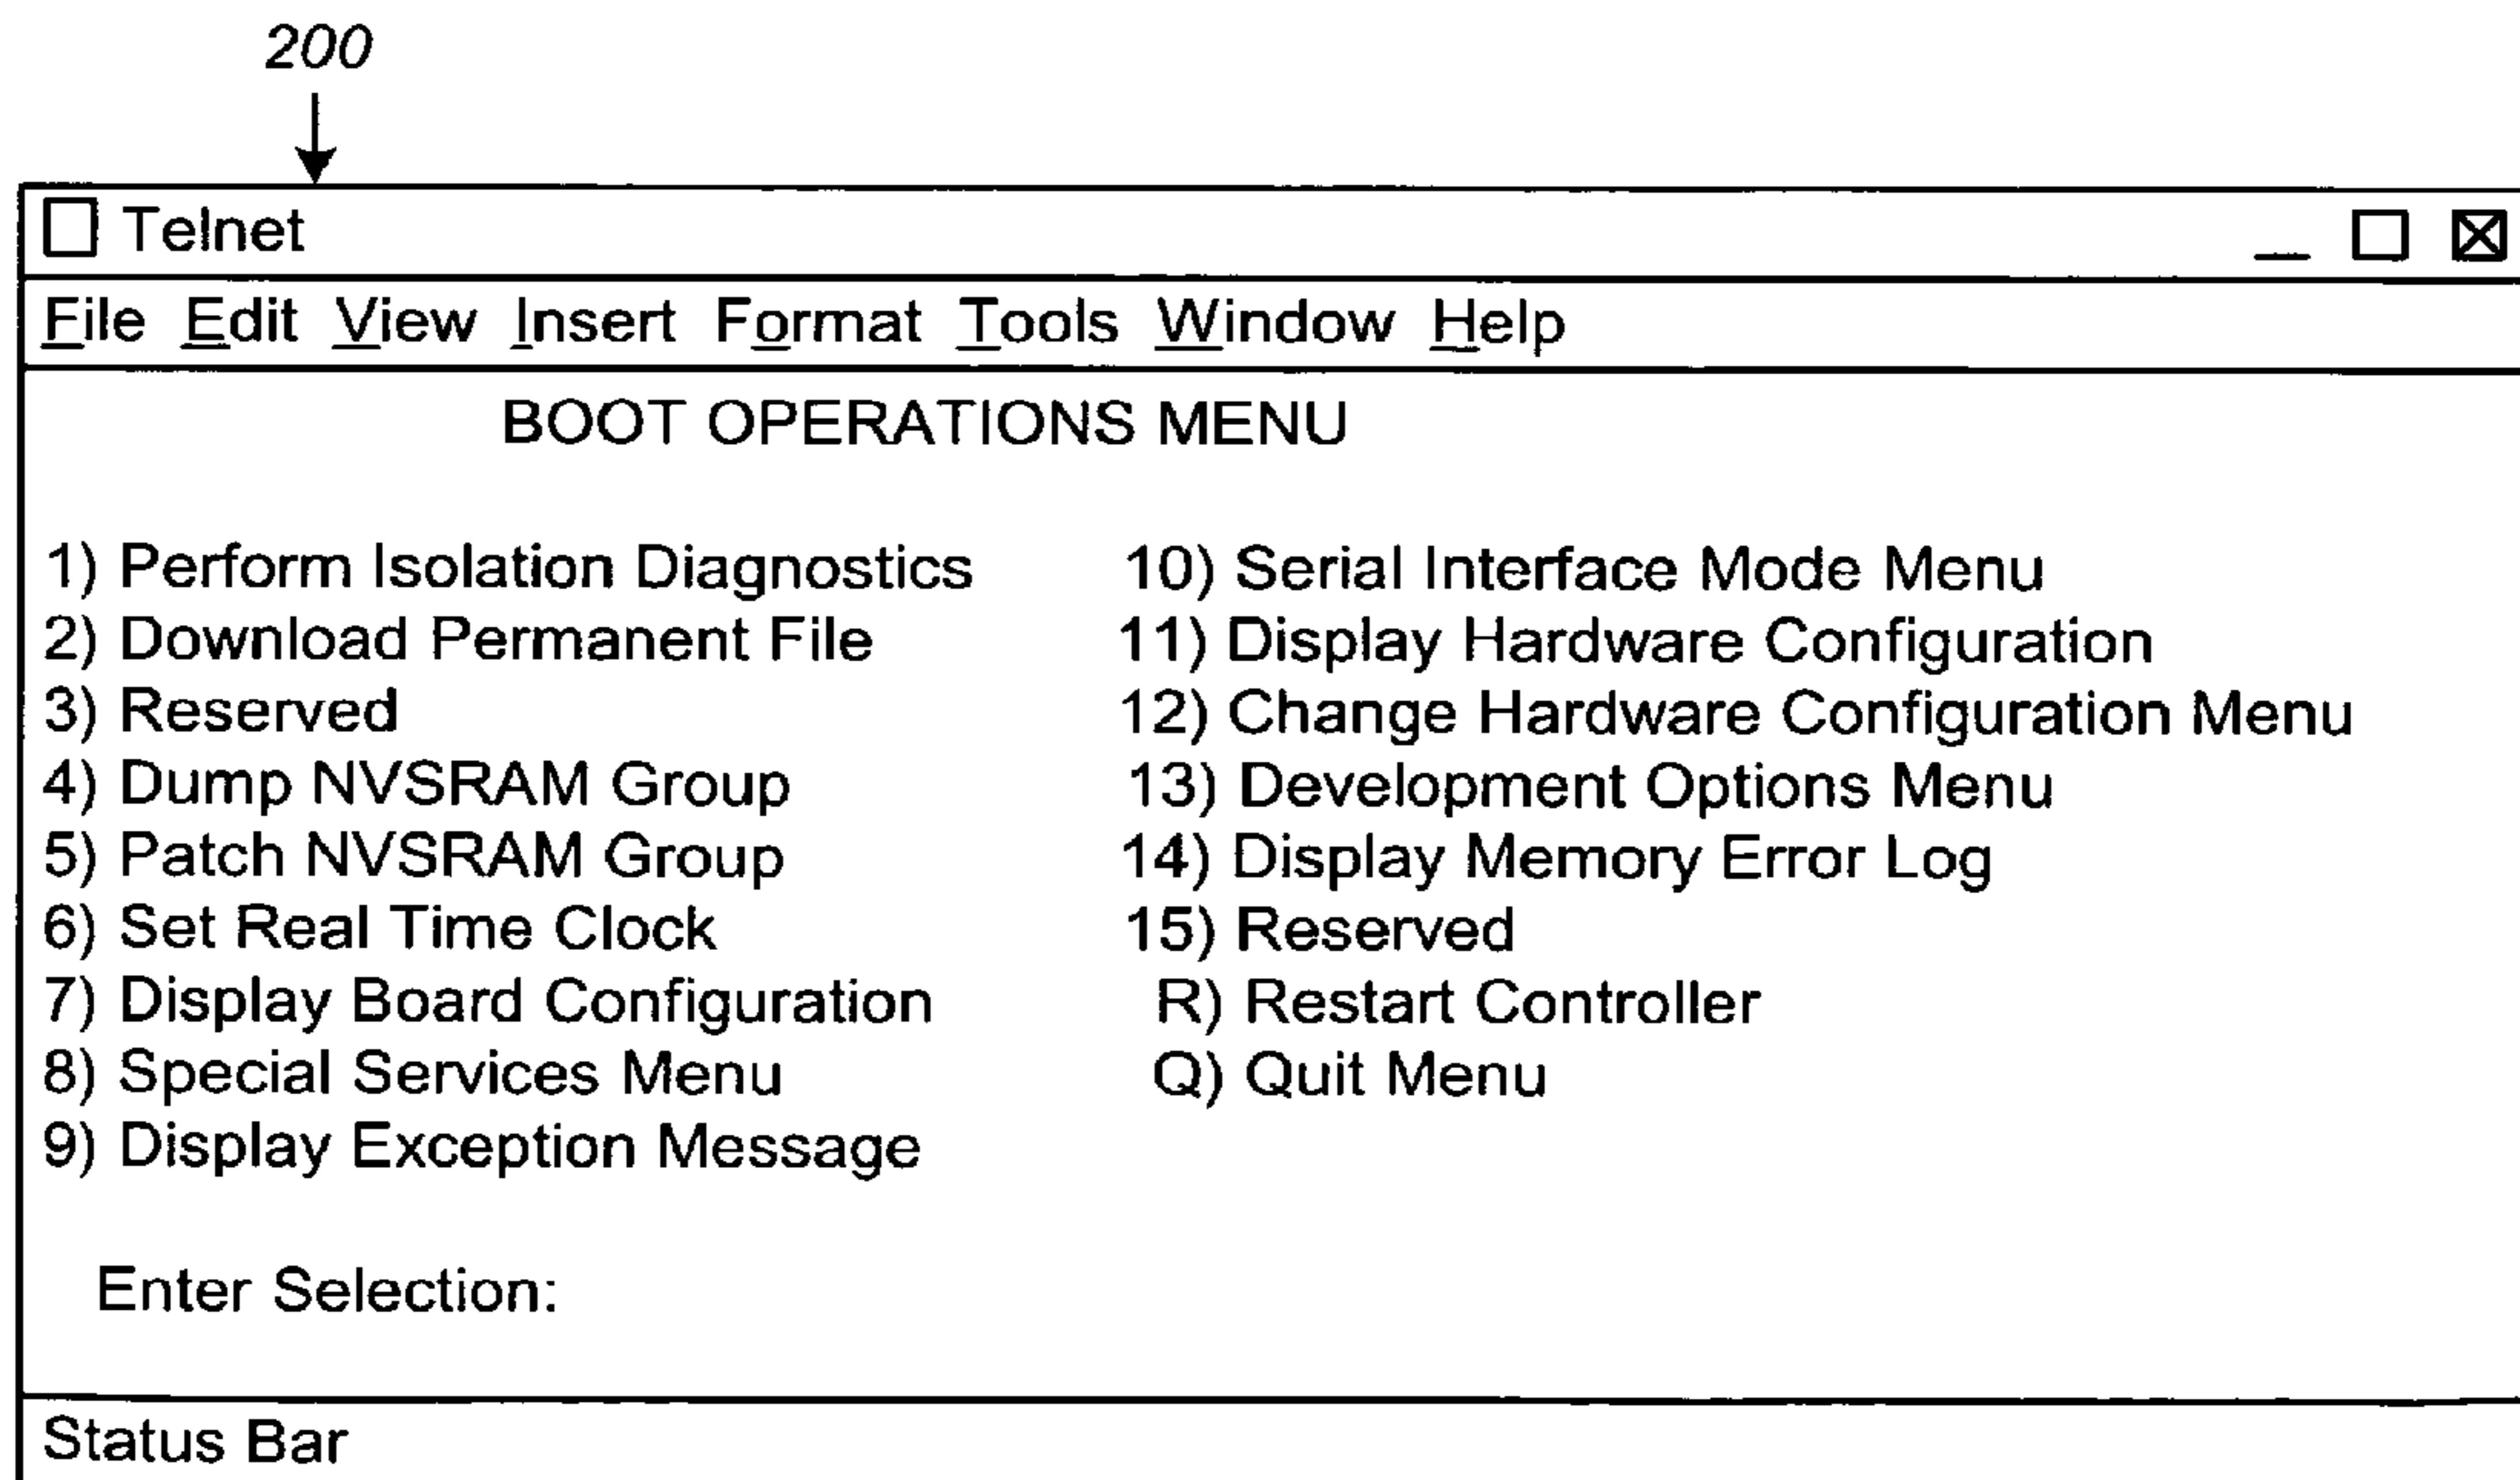 200
Telnet
File Edit View Insert Format Tools Window Help
BOOT OPERATIONS MENU
1) Perform Isolation Diagnostics
2) Download Permanent File
3) Reserved
4) Dump NVSRAM Group
5) Patch NVSRAM Group
6) Set Real Time Clock
7) Display Board Configuration
8) Special Services Menu
9) Display Exception Message
10) Serial Interface Mode Menu
11) Display Hardware Configuration
12) Change Hardware Configuration Menu
13) Development Options Menu
14) Display Memory Error Log
15) Reserved
R) Restart Controller
Q) Quit Menu
Enter Selection:
Status Bar